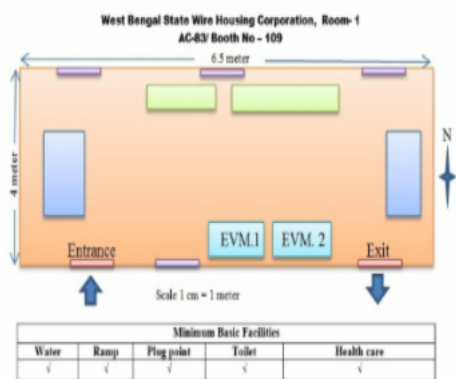 West Bengal State Wire Housing Corporation, Room- 1
AC-83/ Booth No – 109
6.5 meter
4 meter
N
EVM.1 EVM. 2
Entrance Exit
Scale 1 cm = 1 meter
Minimum Basic Facilities
Water Ramp Plug point Toilet Health care
√ √ √ √ √